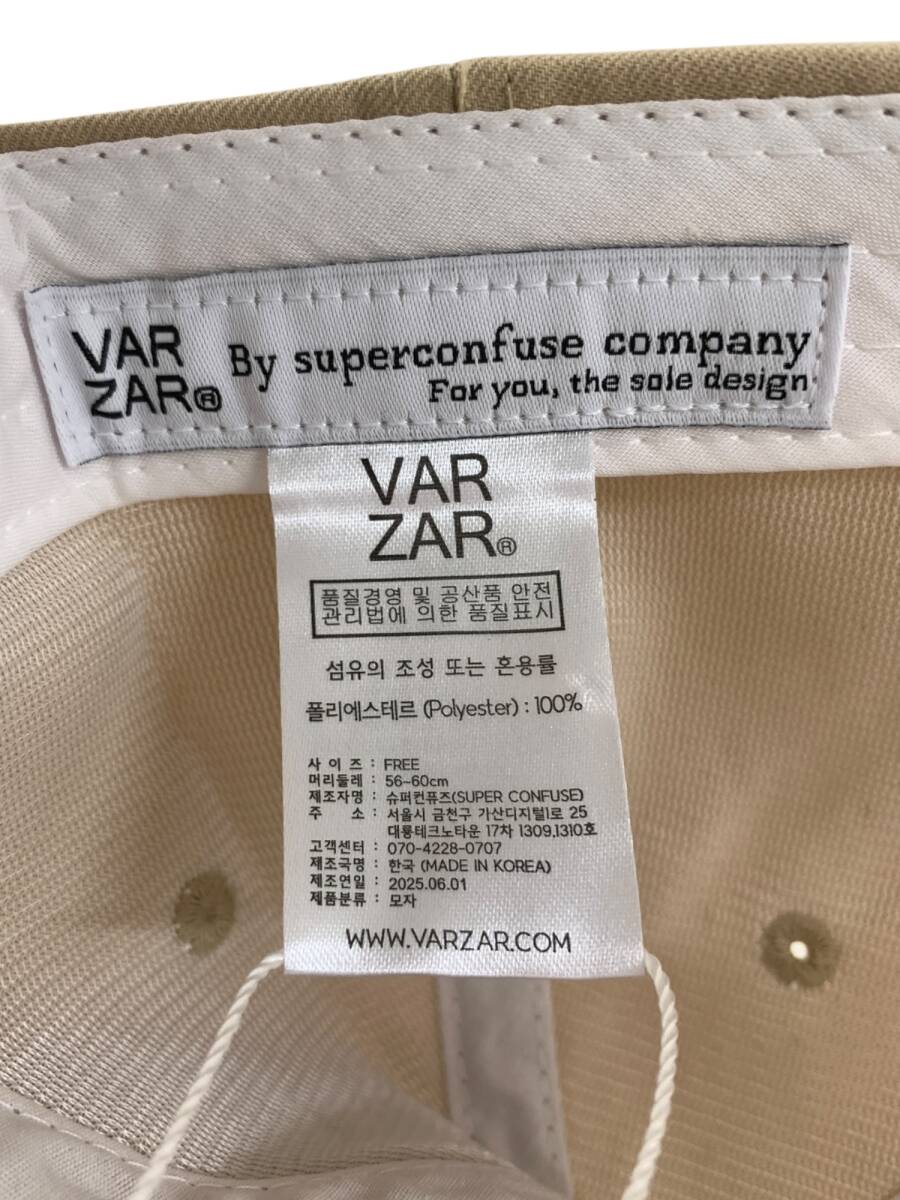 VAR
ZAR®
By superconfuse company
For you, the sole design
VAR
ZAR®
품질경영 및 공산품 안전
관리법에 의한 품질표시
섬유의 조성 또는 혼용률
폴리에스테르 (Polyester) : 100%
사 이 즈 : FREE
머리둘레 : 56~60cm
제조자명 : 슈퍼컨퓨즈(SUPER CONFUSE)
주 소 : 서울시 금천구 가산디지털1로 25
대륭테크노타운 17차 1309,1310호
고객센터 : 070-4228-0707
제조국명 : 한국 (MADE IN KOREA)
제조연일 : 2025.06.01
제품분류 : 모자
WWW.VARZAR.COM